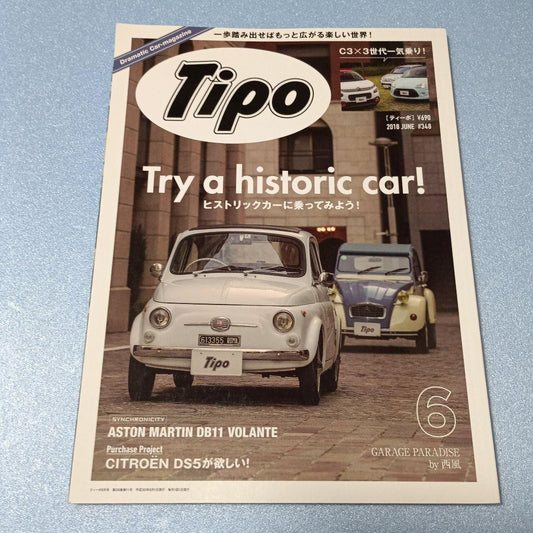 一歩踏み出せばもっと広がる楽しい世界!
Dramatic Car-magazine
C3×3世代一気乗り!
Tipo
[ティーポ] ¥690
2018 JUNE #348
Try a historic car!
ヒストリックカーに乗ってみよう!
613355 ROMA
Tipo
Tipo
SYNCHRONICITY
ASTON MARTIN DB11 VOLANTE
Purchase Project
CITROËN DS5が欲しい!
6
GARAGE PARADISE
by 西風